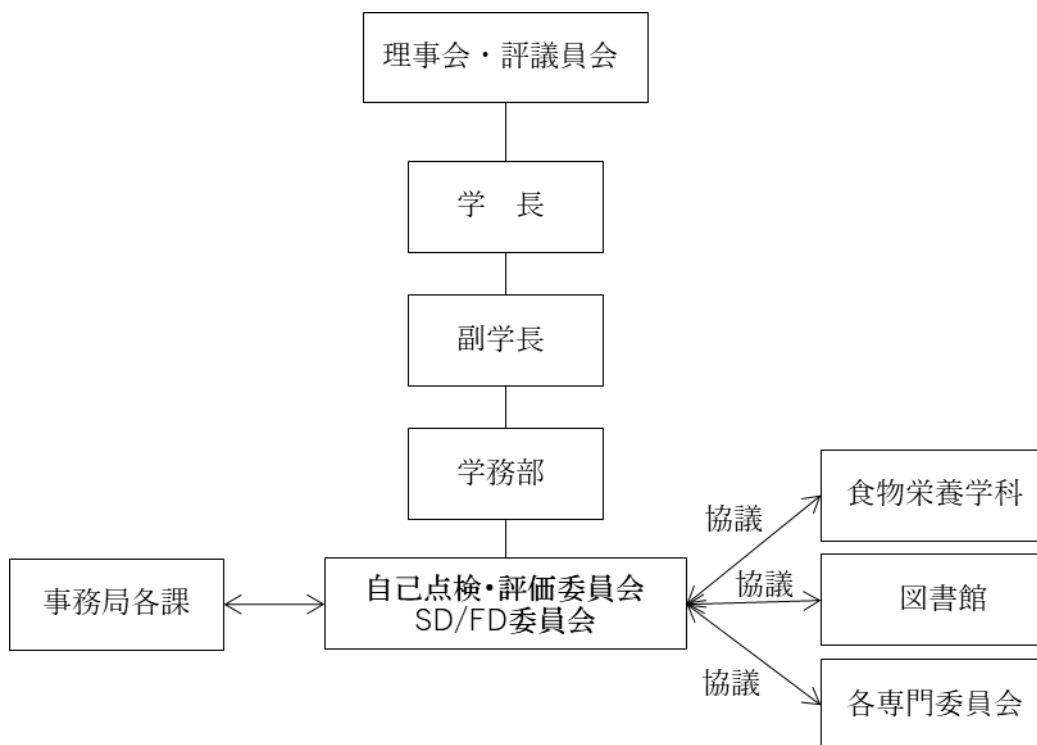 理事会・評議員会
学　長
副学長
学務部
食物栄養学科
協議
自己点検・評価委員会
SD/FD委員会
事務局各課
協議
図書館
協議
各専門委員会